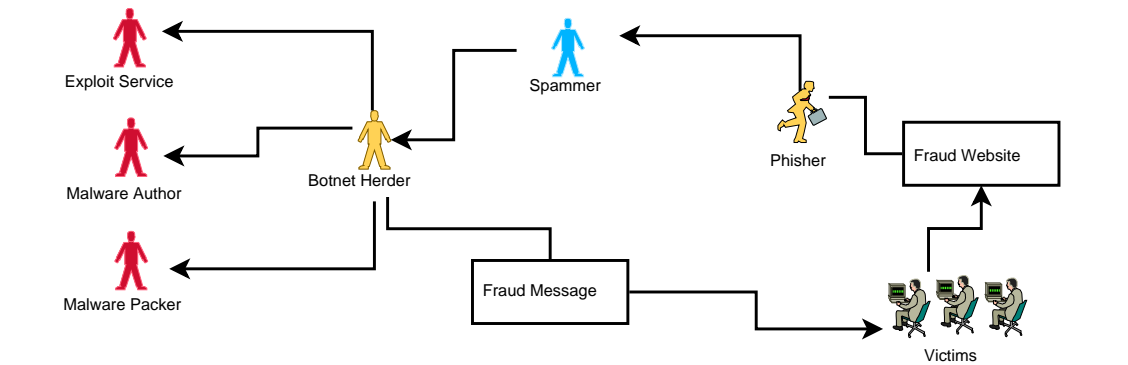 Exploit Service
Spammer
Fraud Website
Phisher
Malware Author
Botnet Herder
Malware Packer
Fraud Message
Victims